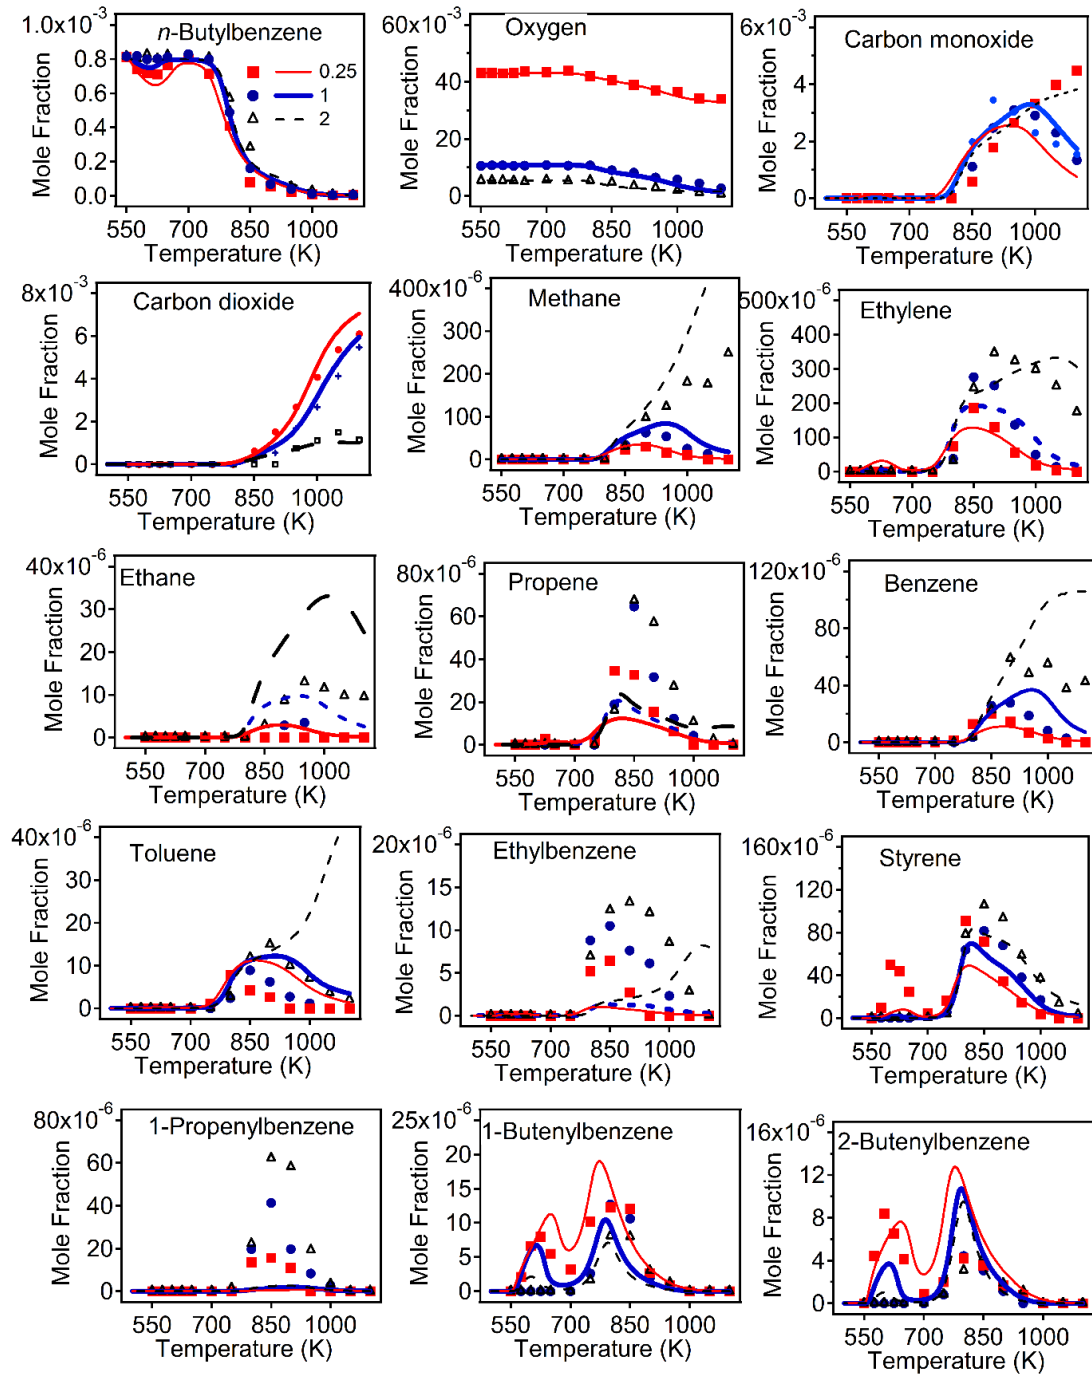 1.0x10-3
n-Butylbenzene
0.8
0.6
0.4
0.2
0.0
Mole Fraction
0.25
1
2
550 700 850 1000
Temperature (K)
60x10-3
Oxygen
40
20
0
Mole Fraction
550 700 850 1000
Temperature (K)
6x10-3
Carbon monoxide
4
2
0
Mole Fraction
550 700 850 1000
Temperature (K)
8x10-3
Carbon dioxide
6
4
2
0
Mole Fraction
550 700 850 1000
Temperature (K)
400x10-6
Methane
300
200
100
0
Mole Fraction
550 700 850 1000
Temperature (K)
500x10-6
Ethylene
400
300
200
100
0
Mole Fraction
550 700 850 1000
Temperature (K)
40x10-6
Ethane
30
20
10
0
Mole Fraction
550 700 850 1000
Temperature (K)
80x10-6
Propene
60
40
20
0
Mole Fraction
550 700 850 1000
Temperature (K)
120x10-6
Benzene
80
40
0
Mole Fraction
550 700 850 1000
Temperature (K)
40x10-6
Toluene
30
20
10
0
Mole Fraction
550 700 850 1000
Temperature (K)
20x10-6
Ethylbenzene
15
10
5
0
Mole Fraction
550 700 850 1000
Temperature (K)
160x10-6
Styrene
120
80
40
0
Mole Fraction
550 700 850 1000
Temperature (K)
80x10-6
1-Propenylbenzene
60
40
20
0
Mole Fraction
550 700 850 1000
Temperature (K)
25x10-6
1-Butenylbenzene
20
15
10
5
0
Mole Fraction
550 700 850 1000
Temperature (K)
16x10-6
2-Butenylbenzene
12
8
4
0
Mole Fraction
550 700 850 1000
Temperature (K)